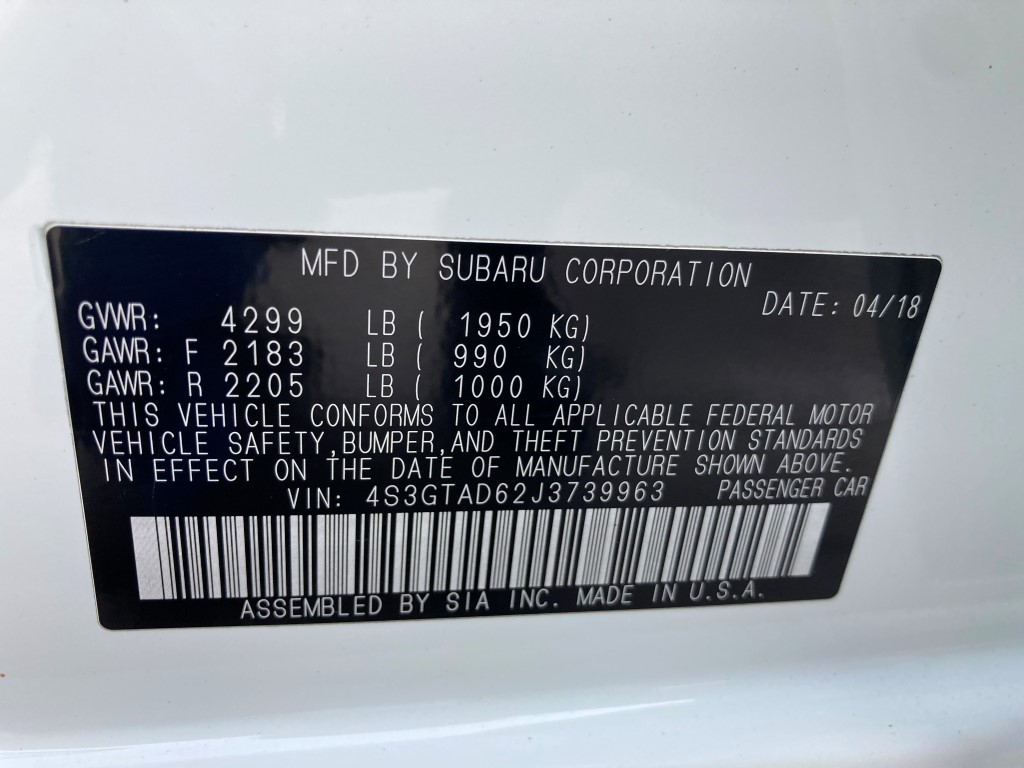 MFD BY SUBARU CORPORATION
DATE: 04/18
GVWR: 4299 LB ( 1950 KG)
GAWR: F 2183 LB ( 990 KG)
GAWR: R 2205 LB ( 1000 KG)
THIS VEHICLE CONFORMS TO ALL APPLICABLE FEDERAL MOTOR
VEHICLE SAFETY,BUMPER,AND THEFT PREVENTION STANDARDS
IN EFFECT ON THE DATE OF MANUFACTURE SHOWN ABOVE.
VIN: 4S3GTAD62J3739963 PASSENGER CAR
ASSEMBLED BY SIA INC. MADE IN U.S.A.